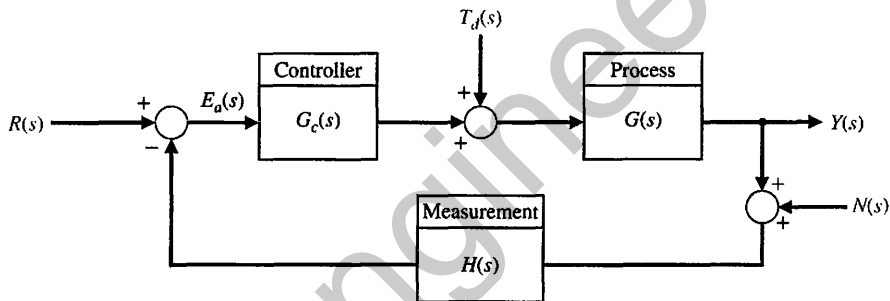 T_d(s)
Controller
Process
R(s)
+
E_a(s)
G_c(s)
+
+
G(s)
Y(s)
−
+
N(s)
+
Measurement
H(s)